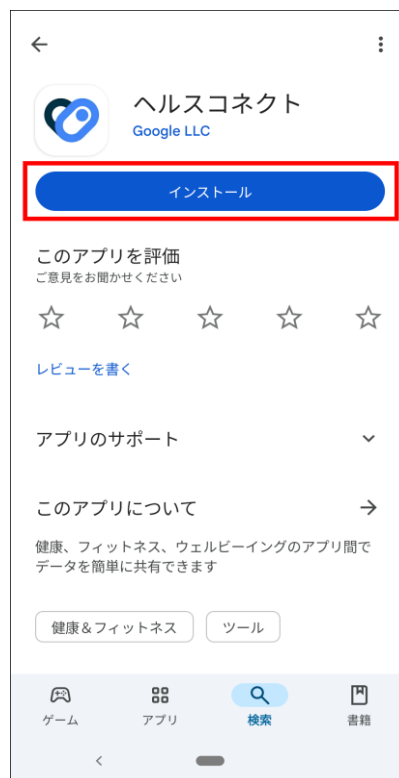 ヘルスコネクト
Google LLC
インストール
このアプリを評価
ご意見をお聞かせください
レビューを書く
アプリのサポート
このアプリについて
健康、フィットネス、ウェルビーイングのアプリ間で
データを簡単に共有できます
健康＆フィットネス ツール
ゲーム アプリ 検索 書籍